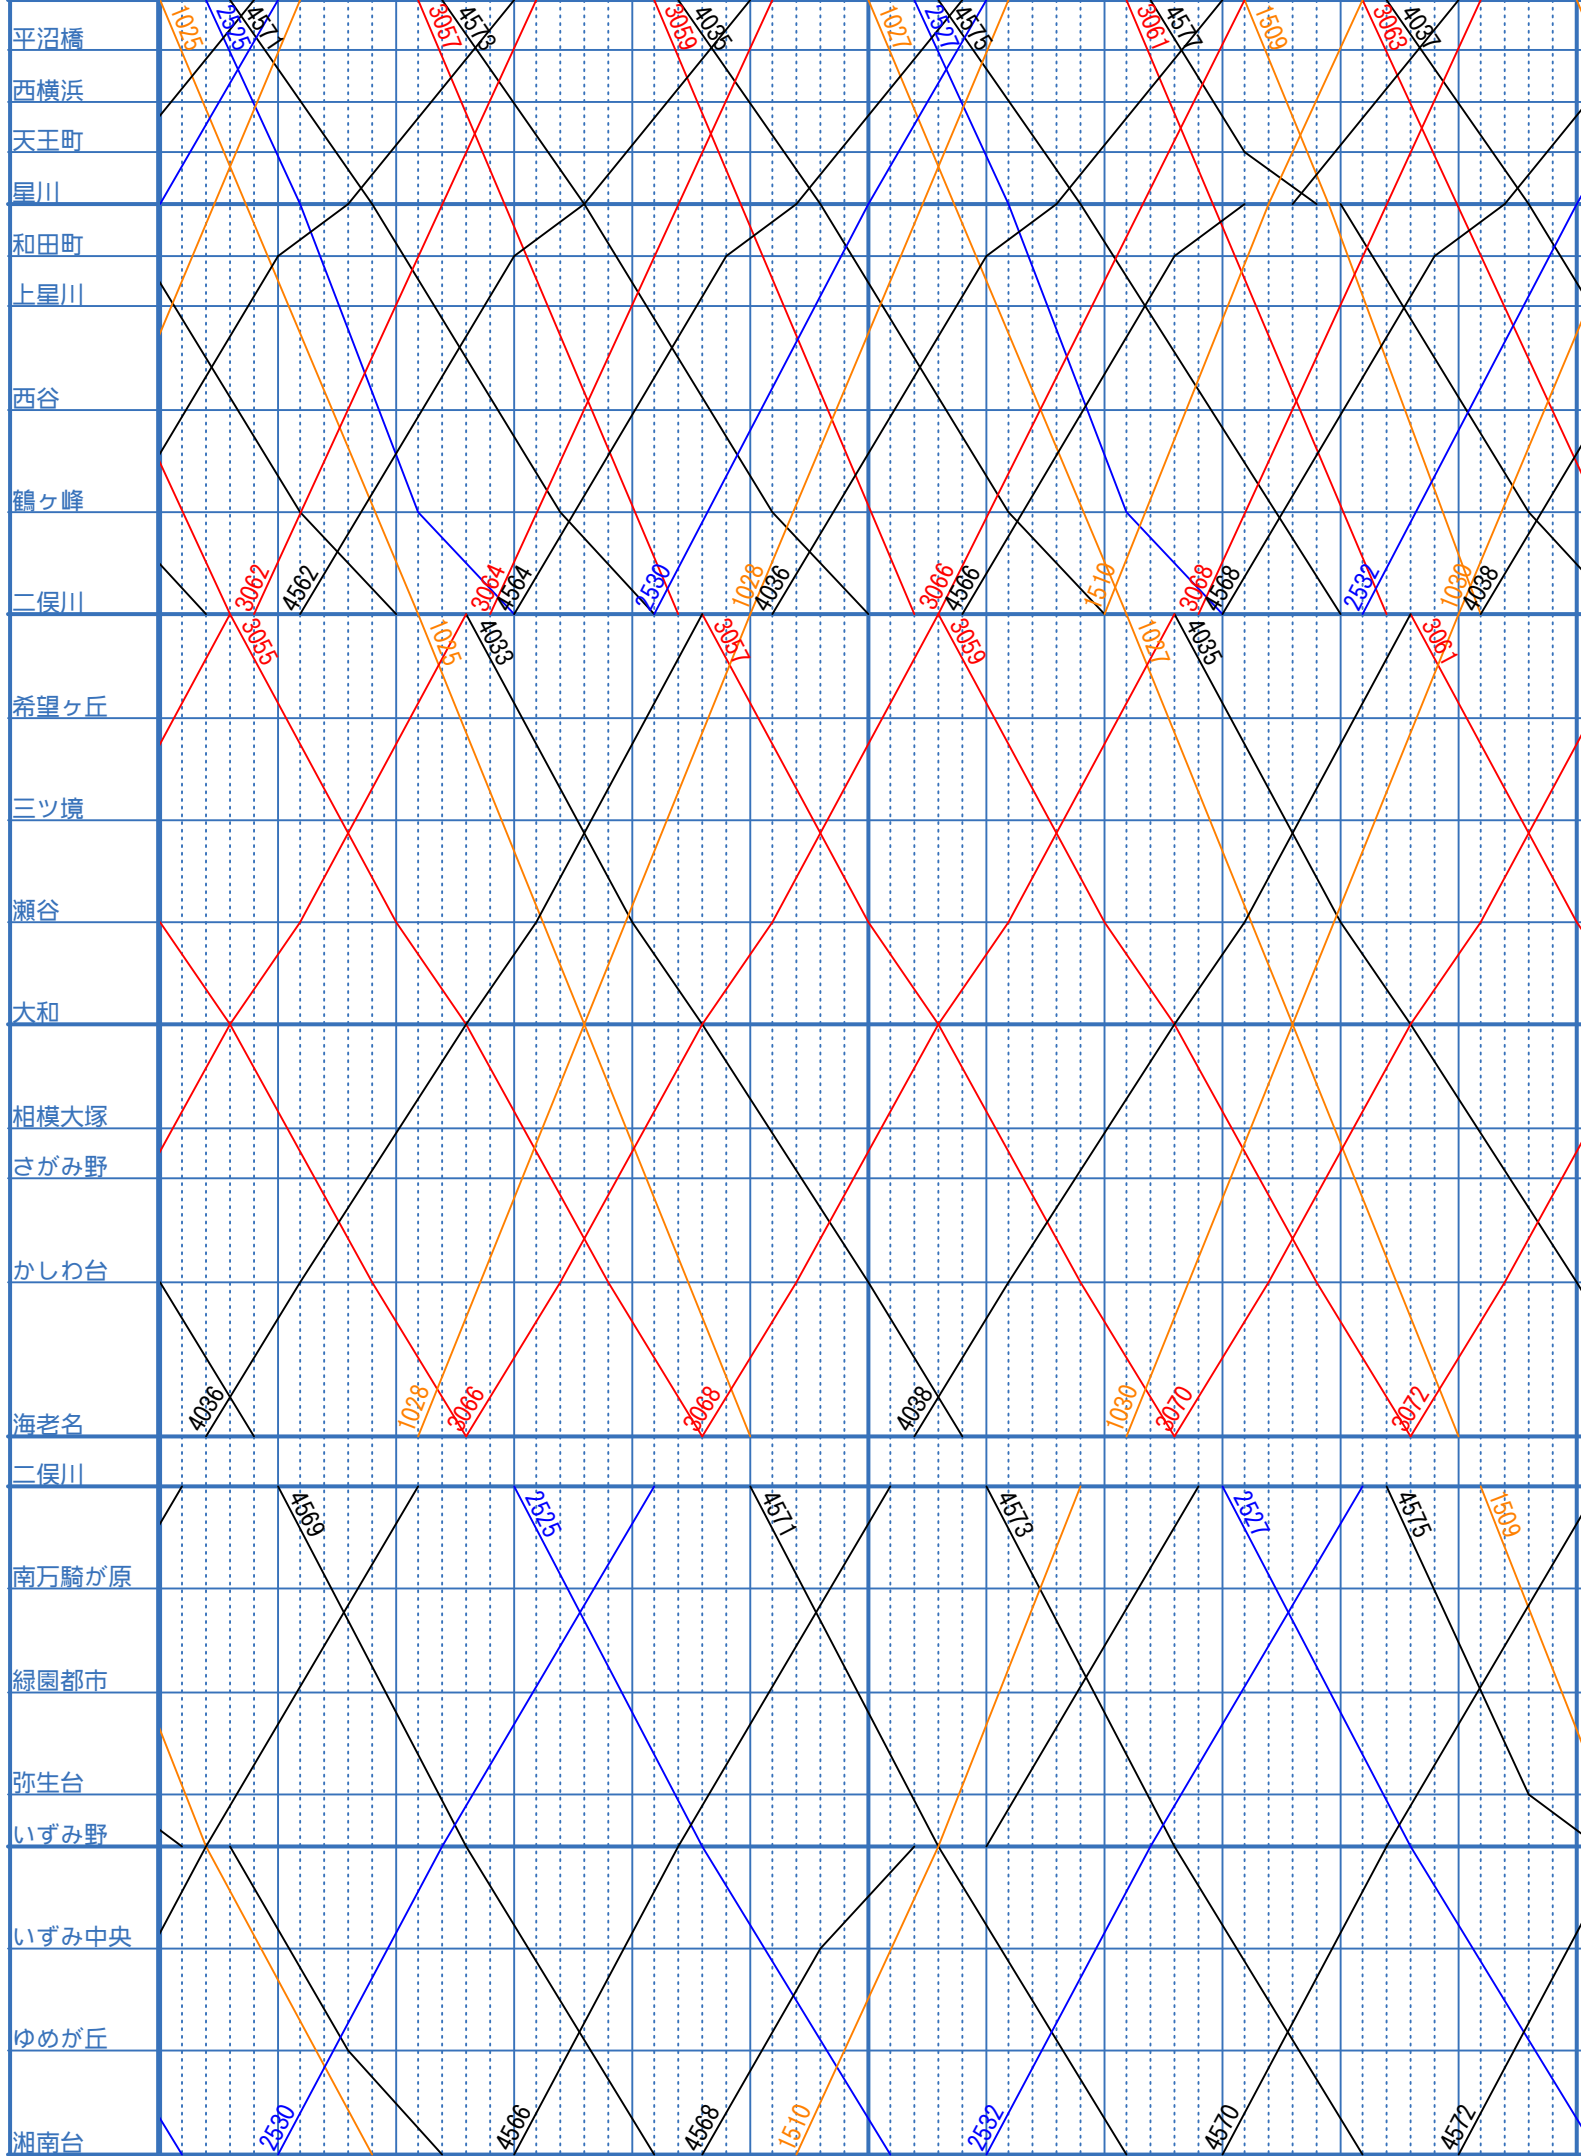 平沼橋
1025
2525
4571
3057
4573
3059
4035
1027
2527
4575
3061
4577
1509
3063
4037
西横浜
天王町
星川
和田町
上星川
西谷
鶴ヶ峰
二俣川
3062
4562
3064
4564
2530
1028
4036
3066
4566
1510
3068
4568
2532
1030
4038
3055
1025
4033
3057
3059
1027
4035
3061
希望ヶ丘
三ツ境
瀬谷
大和
相模大塚
さがみ野
かしわ台
海老名
4036
1028
3066
3068
4038
1030
3070
3072
二俣川
4569
2525
4571
4573
2527
4575
1509
南万騎が原
緑園都市
弥生台
いずみ野
いずみ中央
ゆめが丘
湘南台
2530
4566
4568
1510
2532
4570
4572